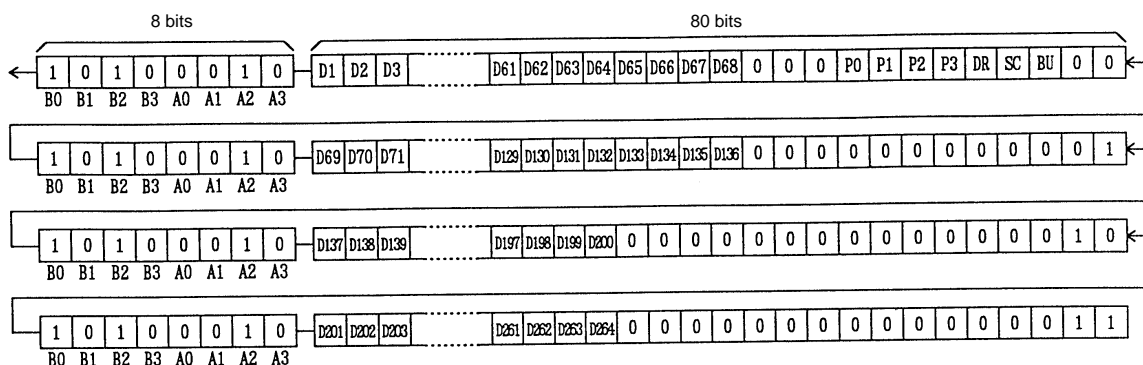 8 bits 80 bits
1 0 1 0 0 0 1 0 D1 D2 D3 D61 D62 D63 D64 D65 D66 D67 D68 0 0 0 P0 P1 P2 P3 DR SC BU 0 0
B0 B1 B2 B3 A0 A1 A2 A3
1 0 1 0 0 0 1 0 D69 D70 D71 D129 D130 D131 D132 D133 D134 D135 D136 0 0 0 0 0 0 0 0 0 0 0 1
B0 B1 B2 B3 A0 A1 A2 A3
1 0 1 0 0 0 1 0 D137 D138 D139 D197 D198 D199 D200 0 0 0 0 0 0 0 0 0 0 0 0 0 0 1 0
B0 B1 B2 B3 A0 A1 A2 A3
1 0 1 0 0 0 1 0 D201 D202 D203 D261 D262 D263 D264 0 0 0 0 0 0 0 0 0 0 0 0 0 0 1 1
B0 B1 B2 B3 A0 A1 A2 A3